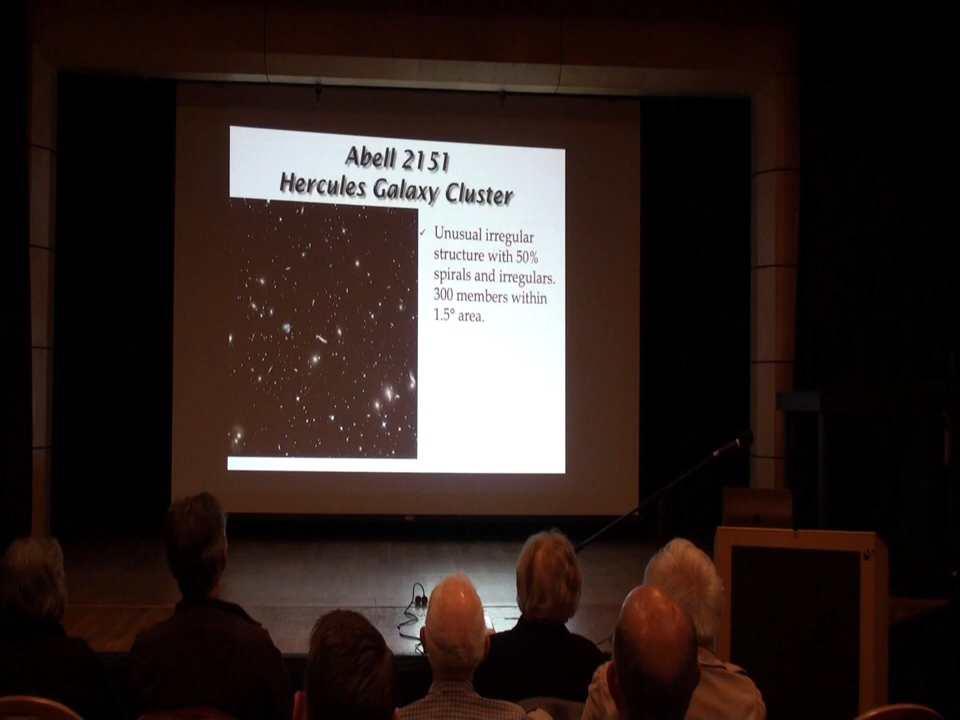 Abell 2151
Hercules Galaxy Cluster
✓ Unusual irregular
structure with 50%
spirals and irregulars.
300 members within
1.5° area.